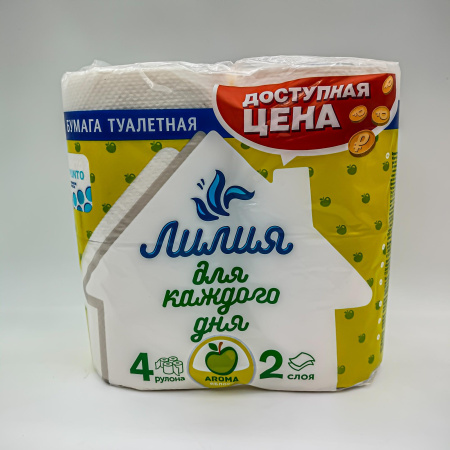 ДОСТУПНАЯ
ЦЕНА
БУМАГА ТУАЛЕТНАЯ
Лилия
для
каждого
дня
4 рулона
AROMA
2 слоя